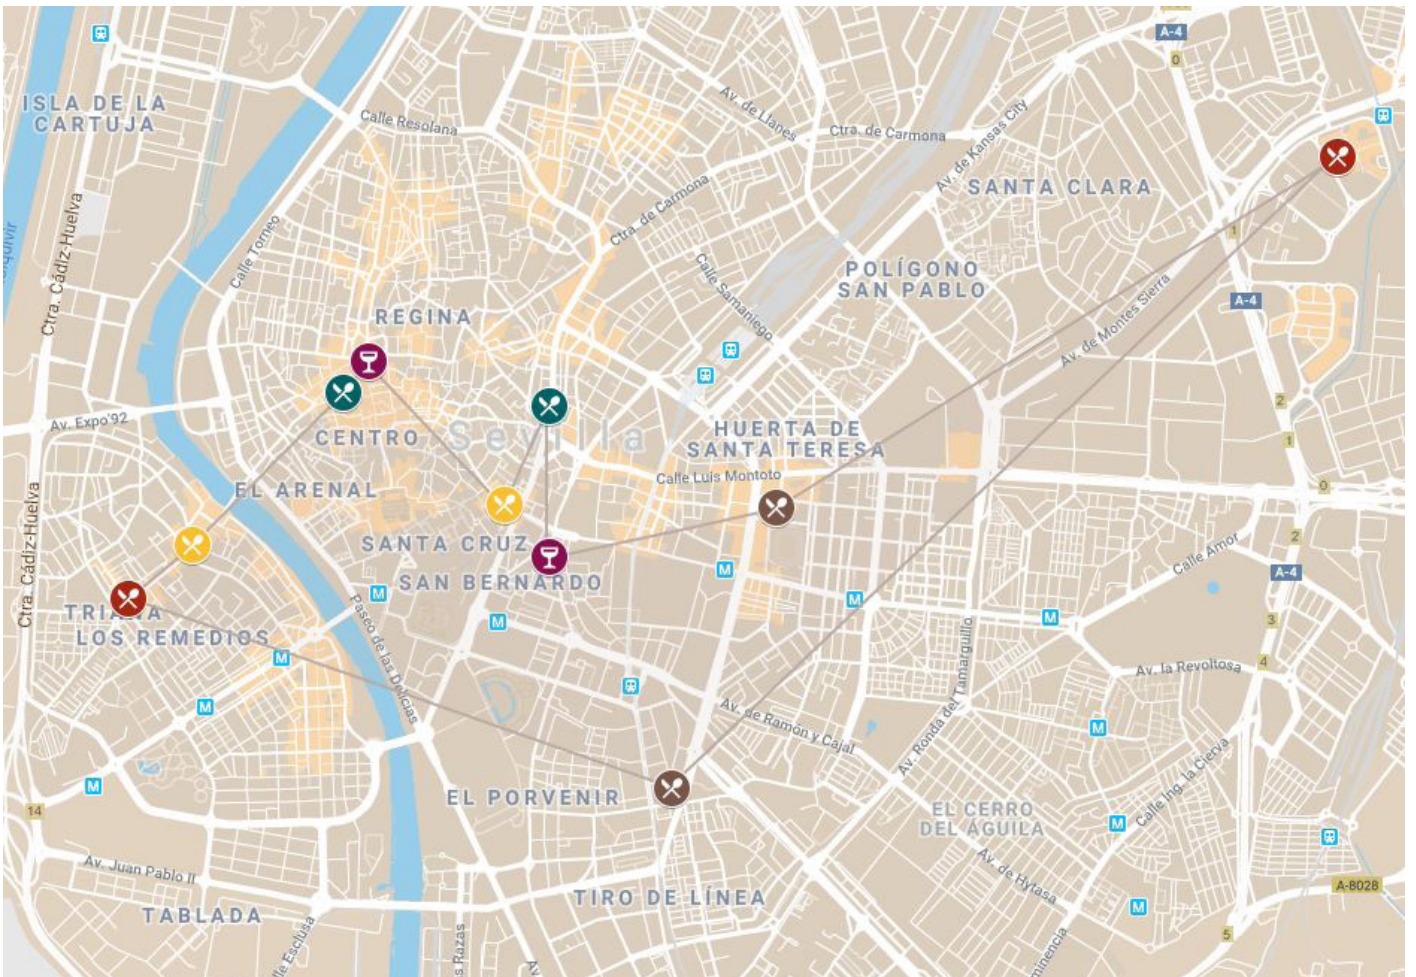 A-4
0
ISLA DE LA
CARTUJA
Calle Resolana
Av. de Llanes
Ctra. de Carmona
Av. de Kansas City
SANTA CLARA
Ctra. de Carmona
Calle Torneo
Ctra. Cádiz-Huelva
1
POLÍGONO
SAN PABLO
Calle Samaniego
A-4
Av. de Montes Sierra
REGINA
2
Av. Expo'92
CENTRO
Sevilla
HUERTA DE
SANTA TERESA
1
Calle Luis Montoto
0
EL ARENAL
Ctra. Cádiz-Huelva
SANTA CRUZ
2
Calle Amor
SAN BERNARDO
M
M
A-4
M
M
M
TRIANA
LOS REMEDIOS
3
Paseo de las Delicias
M
4
Av. la Revoltosa
M
Av. Ronda del Tamarguillo
Av. de Ramón y Cajal
M
M
EL PORVENIR
14
EL CERRO
DEL ÁGUILA
M
Calle Ing. la Cierva
Av. Juan Pablo II
Av. de Hytasa
A-8028
TIRO DE LÍNEA
M
TABLADA
5